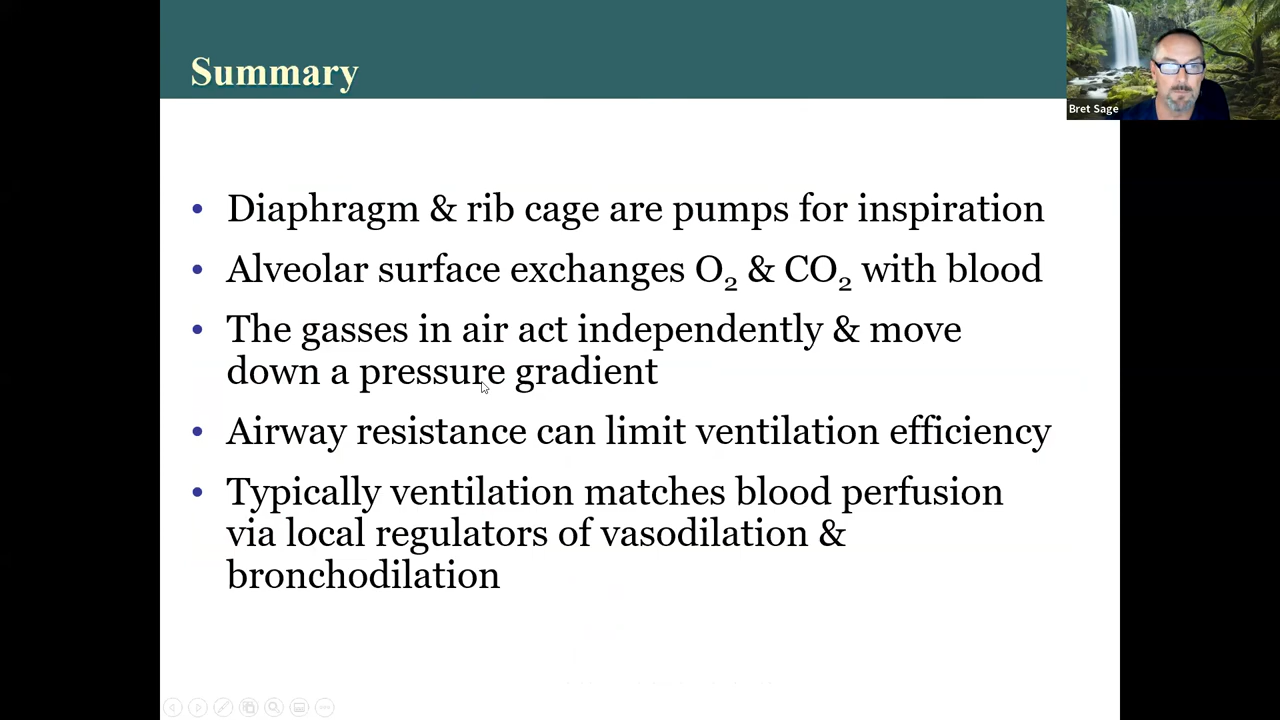 Summary
Bret Sage
• Diaphragm & rib cage are pumps for inspiration
• Alveolar surface exchanges O₂ & CO₂ with blood
• The gasses in air act independently & move
down a pressure gradient
• Airway resistance can limit ventilation efficiency
• Typically ventilation matches blood perfusion
via local regulators of vasodilation &
bronchodilation